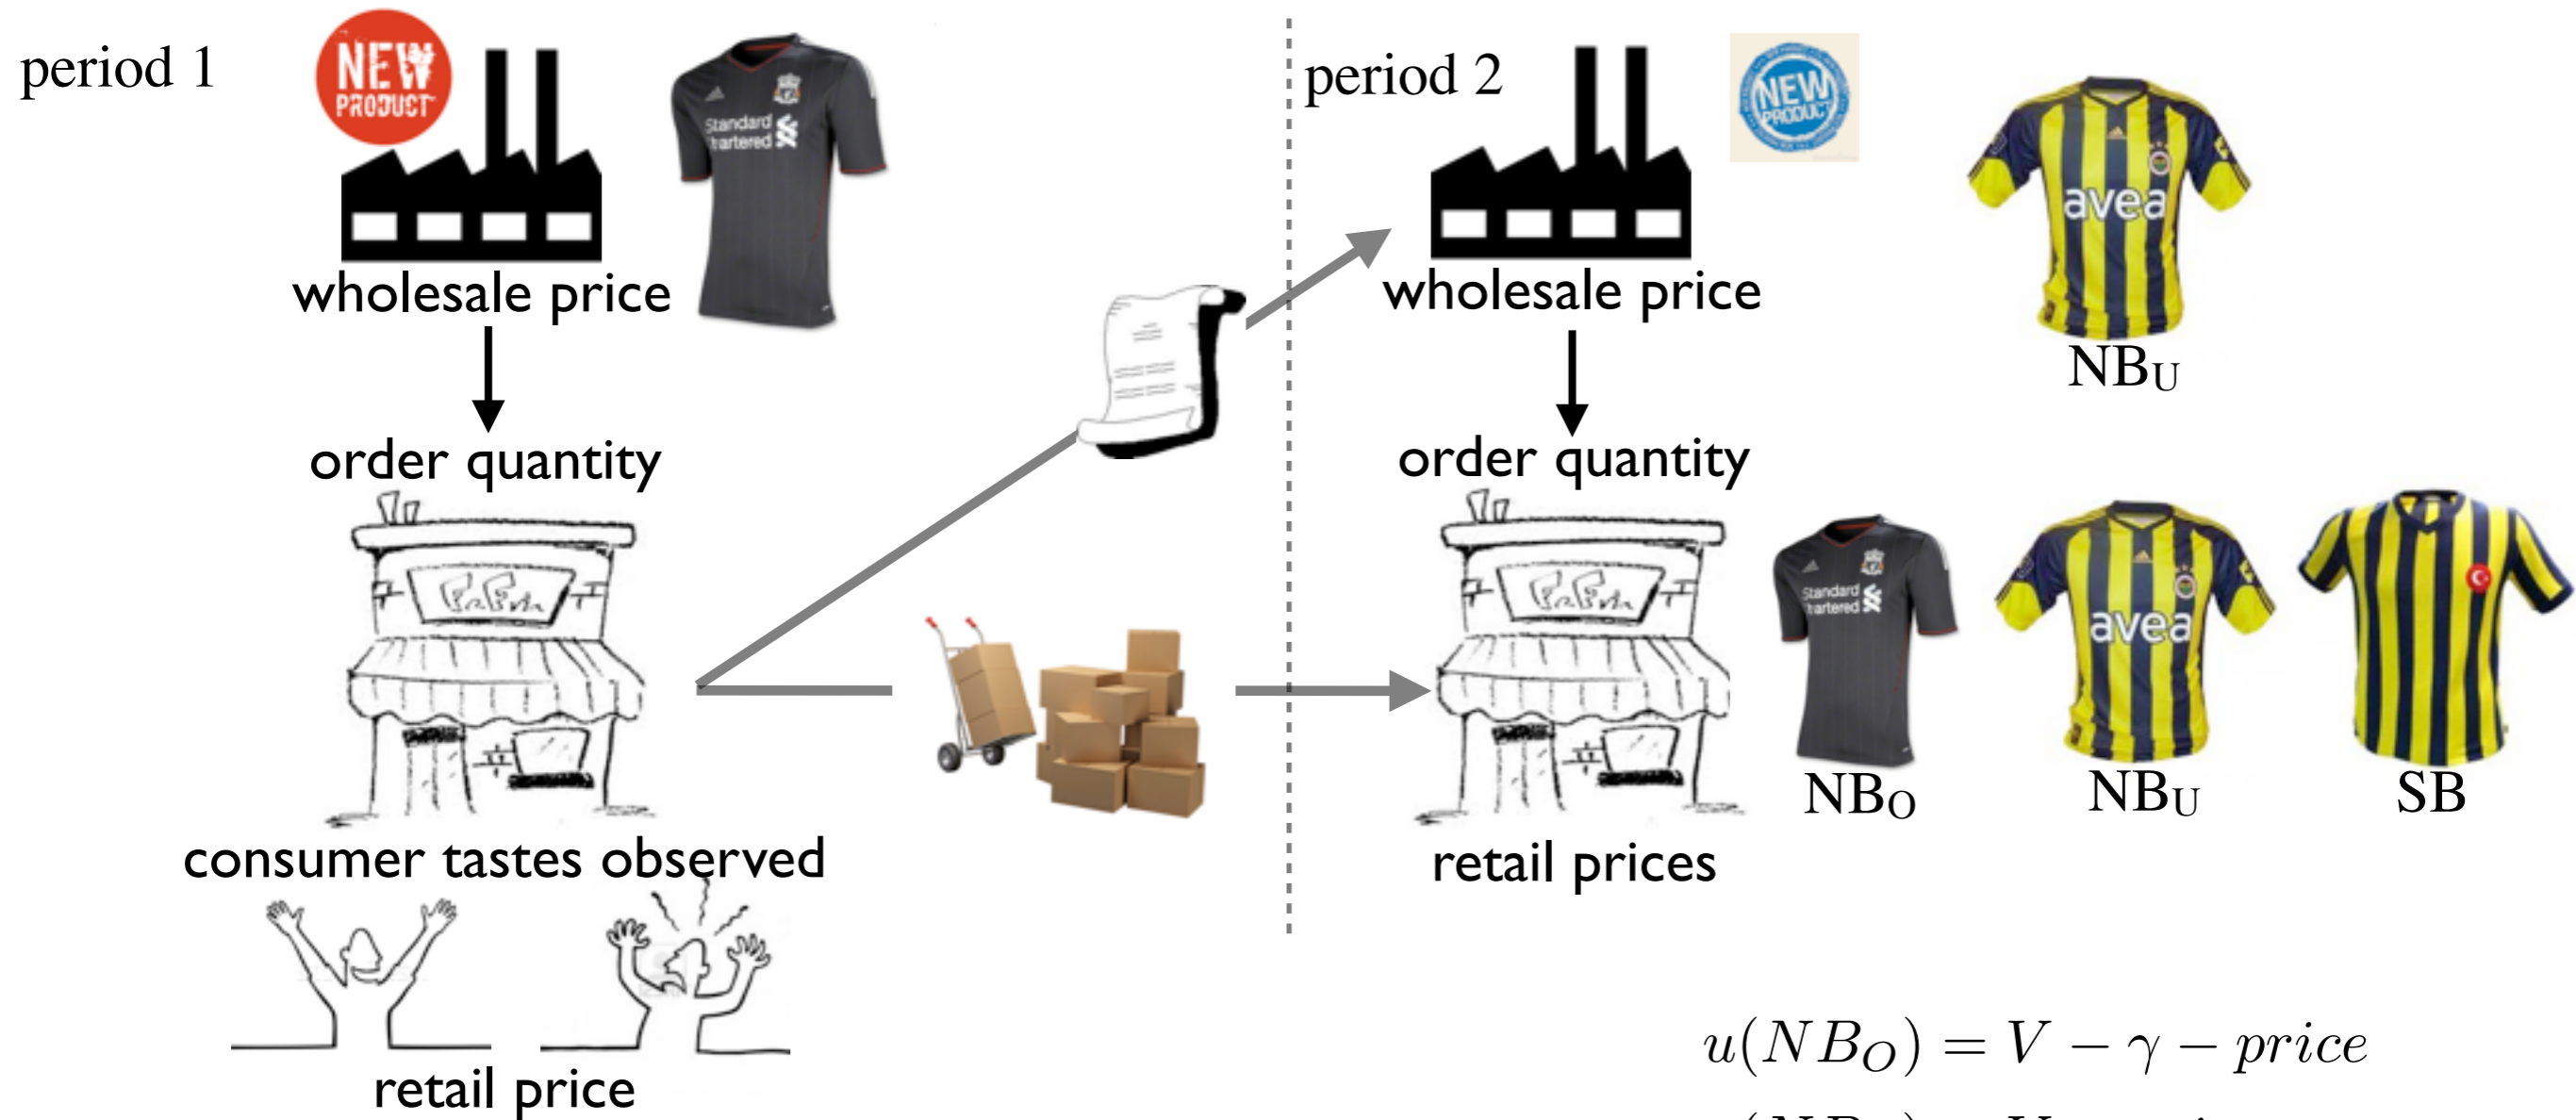 period 1
NEW
PRODUCT
Standard
Chartered
wholesale price
order quantity
consumer tastes observed
retail price
period 2
NEW
PRODUCT
avea
NBU
wholesale price
order quantity
Standard
Chartered
avea
NBO
NBU
SB
retail prices
u(NBO) = V − γ − price